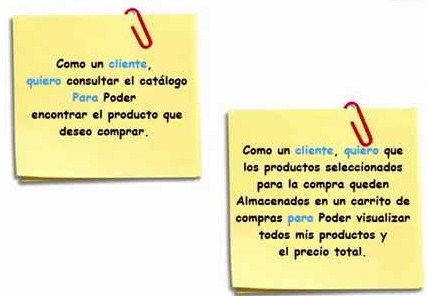 Como un cliente,
quiero consultar el catálogo
Para Poder
encontrar el producto que
deseo comprar.
Como un cliente, quiero que
los productos seleccionados
para la compra queden
Almacenados en un carrito de
compras para Poder visualizar
todos mis productos y
el precio total.